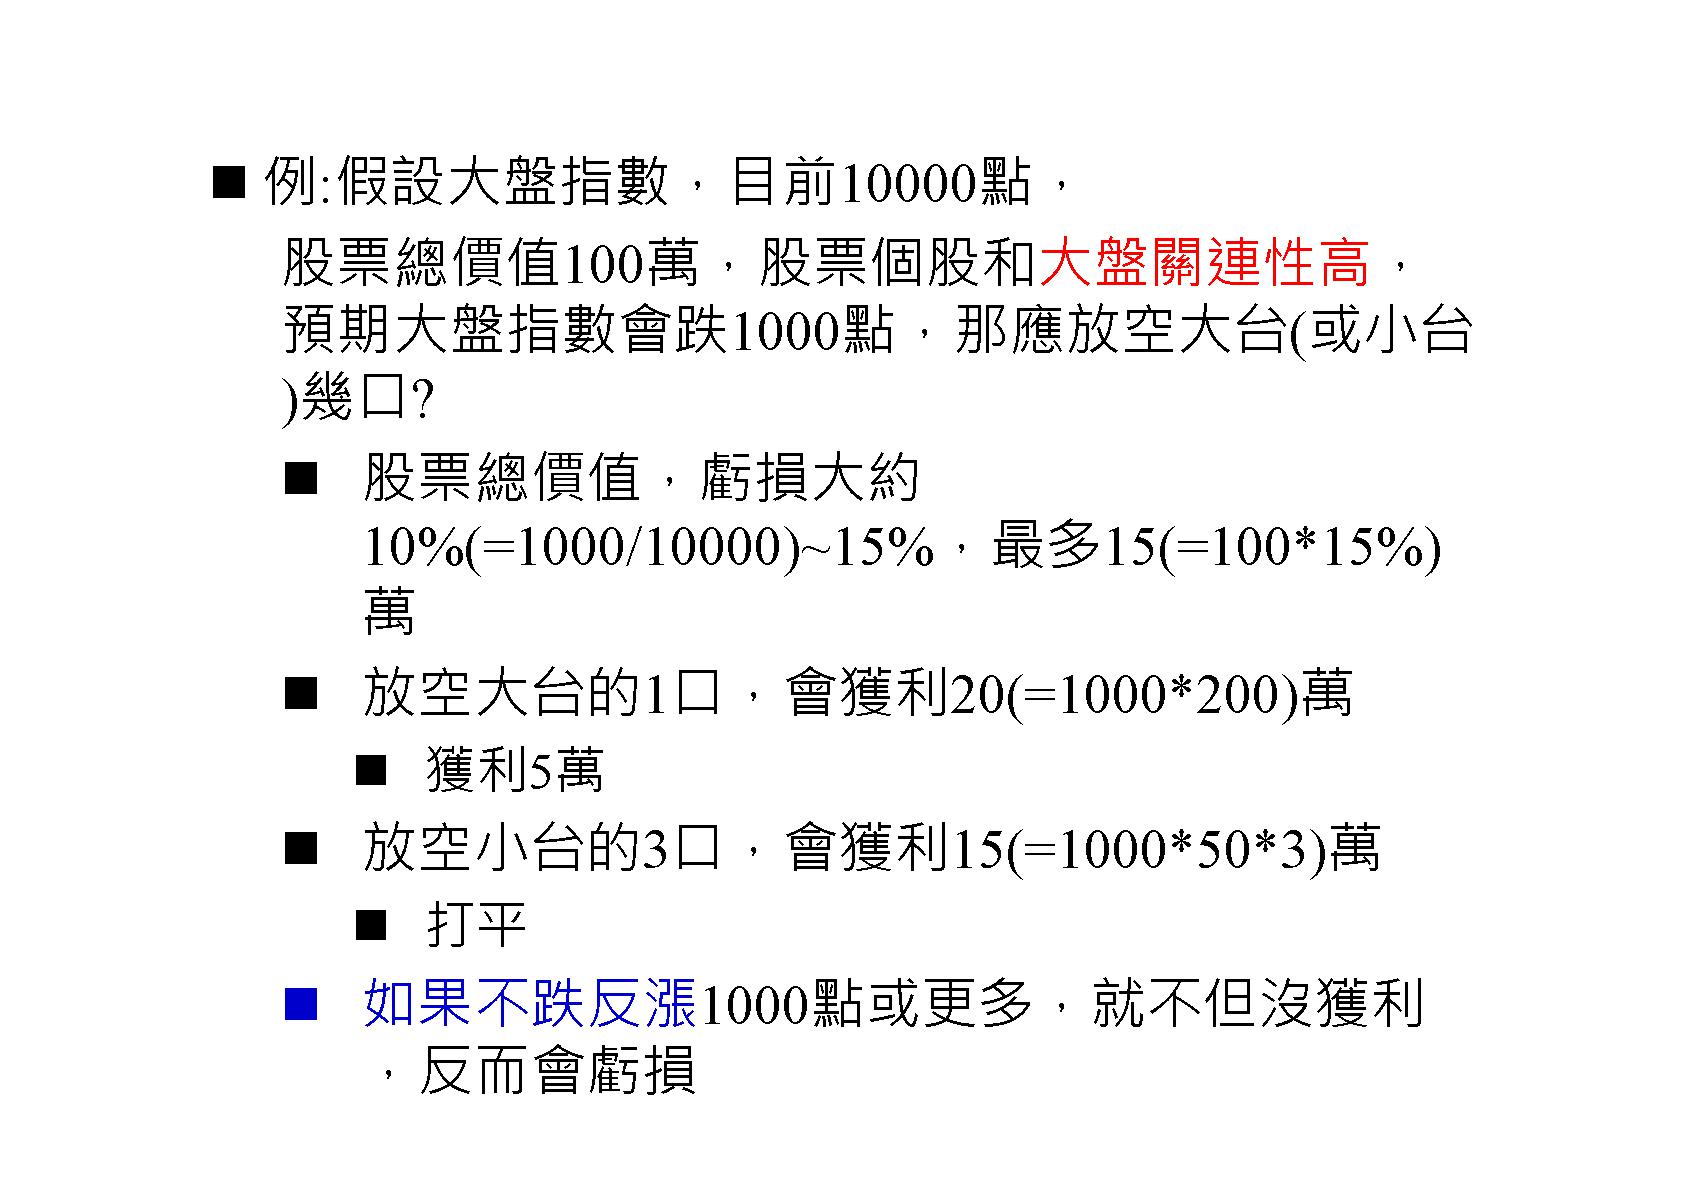 例:假設大盤指數，目前10000點，
股票總價值100萬，股票個股和大盤關連性高，
預期大盤指數會跌1000點，那應放空大台(或小台
)幾口?
股票總價值，虧損大約
10%(=1000/10000)~15%，最多15(=100*15%)
萬
放空大台的1口，會獲利20(=1000*200)萬
獲利5萬
放空小台的3口，會獲利15(=1000*50*3)萬
打平
如果不跌反漲1000點或更多，就不但沒獲利
，反而會虧損